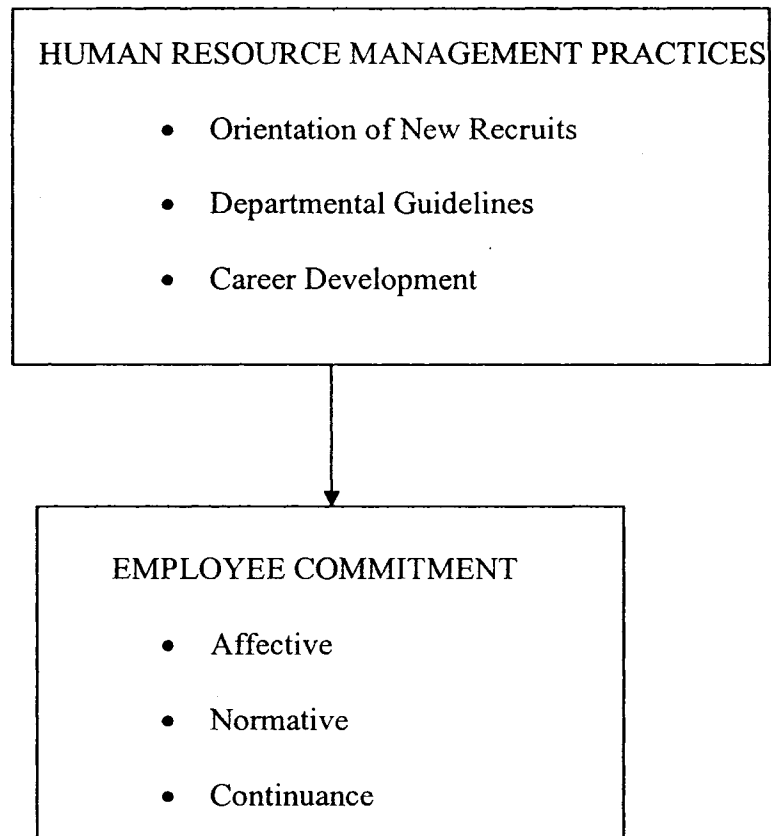 HUMAN RESOURCE MANAGEMENT PRACTICES
• Orientation of New Recruits
• Departmental Guidelines
• Career Development
EMPLOYEE COMMITMENT
• Affective
• Normative
• Continuance